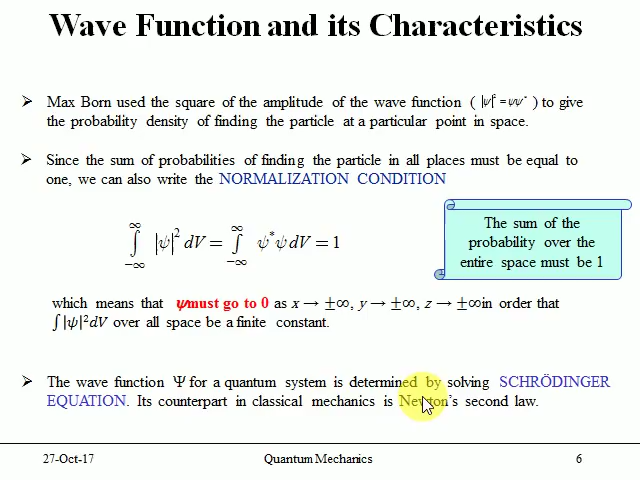 Wave Function and its Characteristics
➢ Max Born used the square of the amplitude of the wave function ( |ψ|² = ψψ* ) to give
the probability density of finding the particle at a particular point in space.
➢ Since the sum of probabilities of finding the particle in all places must be equal to
one, we can also write the NORMALIZATION CONDITION
∫_{-∞}^{∞} |ψ|² dV = ∫_{-∞}^{∞} ψ*ψ dV = 1
The sum of the
probability over the
entire space must be 1
which means that ψmust go to 0 as x → ±∞, y → ±∞, z → ±∞in order that
∫|ψ|²dV over all space be a finite constant.
➢ The wave function Ψ for a quantum system is determined by solving SCHRÖDINGER
EQUATION. Its counterpart in classical mechanics is Newton's second law.
27-Oct-17 Quantum Mechanics 6